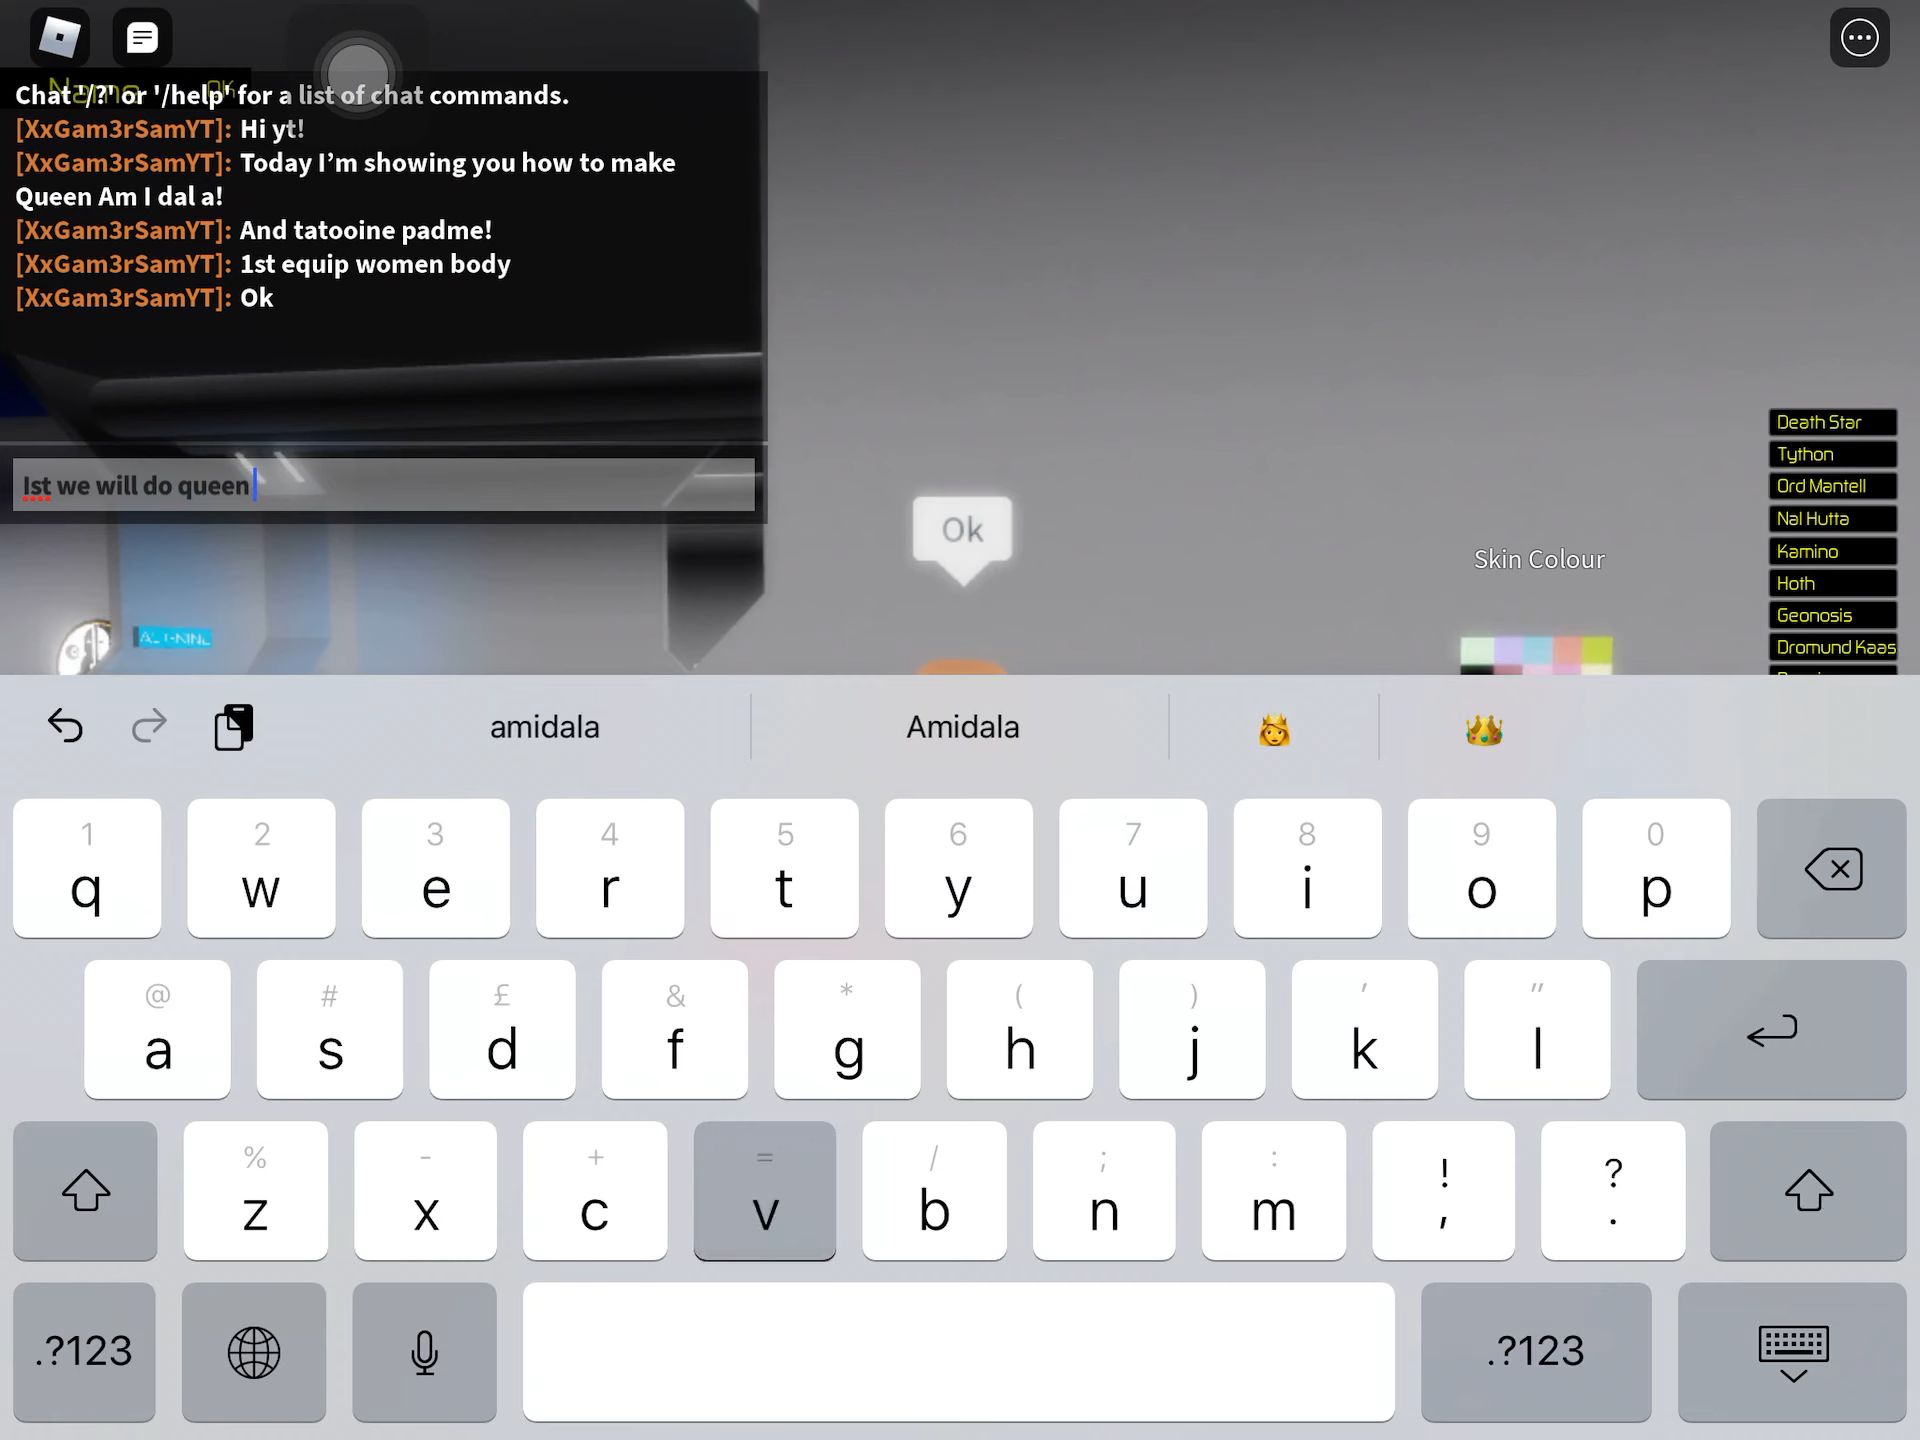 Name OK
Chat '/?' or '/help' for a list of chat commands.
[XxGam3rSamYT]: Hi yt!
[XxGam3rSamYT]: Today I’m showing you how to make
Queen Am I dal a!
[XxGam3rSamYT]: And tatooine padme!
[XxGam3rSamYT]: 1st equip women body
[XxGam3rSamYT]: Ok
Ist we will do queen
Ok
Skin Colour
Death Star
Tython
Ord Mantell
Nal Hutta
Kamino
Hoth
Geonosis
Dromund Kaas
amidala Amidala 👸 👑
1 2 3 4 5 6 7 8 9 0
q w e r t y u i o p
@ # £ & * ( ) ' "
a s d f g h j k l
% - + = / ; : ! ?
z x c v b n m , .
.?123 .?123